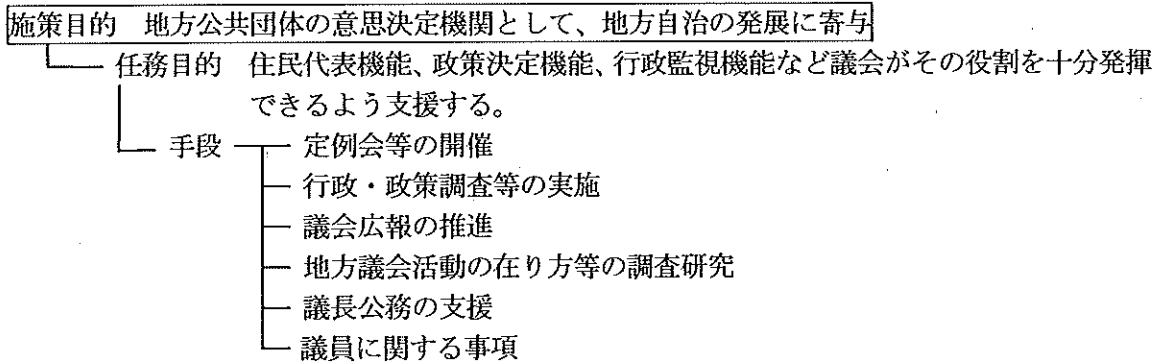 施策目的　地方公共団体の意思決定機関として、地方自治の発展に寄与
任務目的　住民代表機能、政策決定機能、行政監視機能など議会がその役割を十分発揮
できるよう支援する。
手段　定例会等の開催
行政・政策調査等の実施
議会広報の推進
地方議会活動の在り方等の調査研究
議長公務の支援
議員に関する事項